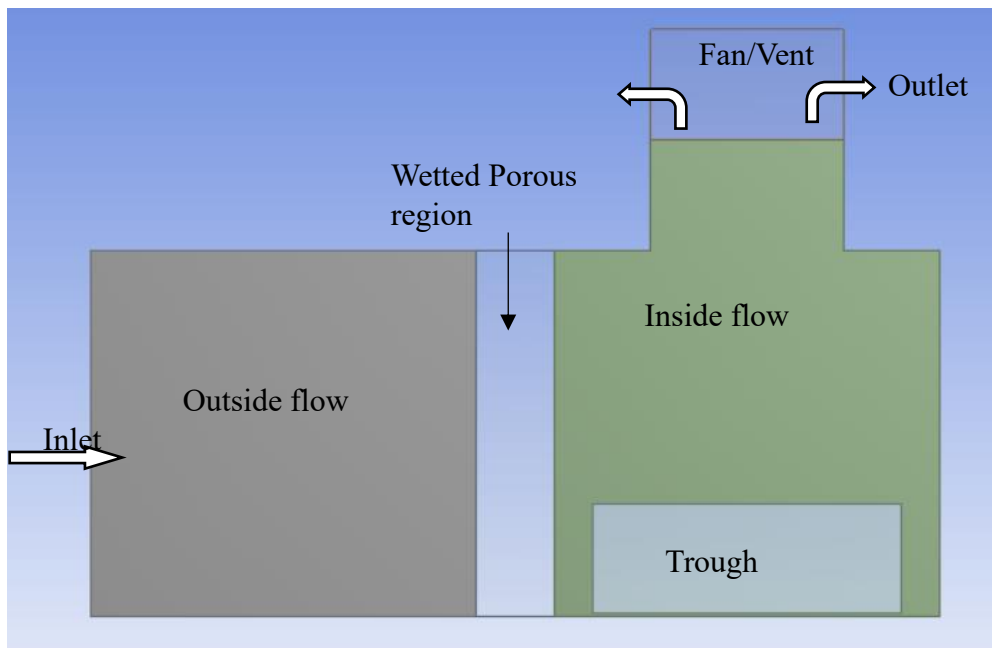 Fan/Vent
Outlet
Wetted Porous
region
Inside flow
Outside flow
Inlet
Trough